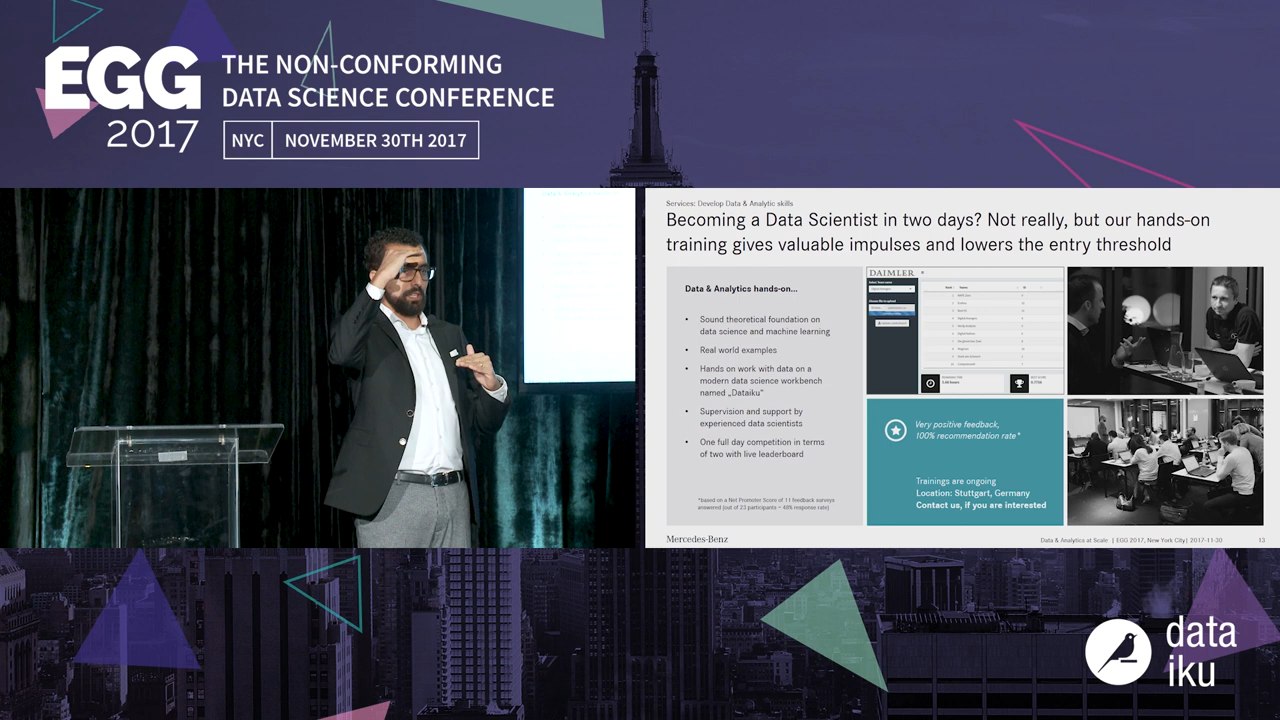 EGG
2017
THE NON-CONFORMING
DATA SCIENCE CONFERENCE
NYC
NOVEMBER 30TH 2017
Services: Develop Data & Analytic skills
Becoming a Data Scientist in two days? Not really, but our hands-on
training gives valuable impulses and lowers the entry threshold
Data & Analytics hands-on...
• Sound theoretical foundation on
data science and machine learning
• Real world examples
• Hands on work with data on a
modern data science workbench
named „Dataiku“
• Supervision and support by
experienced data scientists
• One full day competition in terms
of two with live leaderboard
*based on a Net Promoter Score of 11 feedback surveys
answered (out of 23 participants = 48% response rate)
DAIMLER
Very positive feedback,
100% recommendation rate*
Trainings are ongoing
Location: Stuttgart, Germany
Contact us, if you are interested
Mercedes-Benz
Data & Analytics at Scale | EGG 2017, New York City | 2017-11-30
13
data
iku